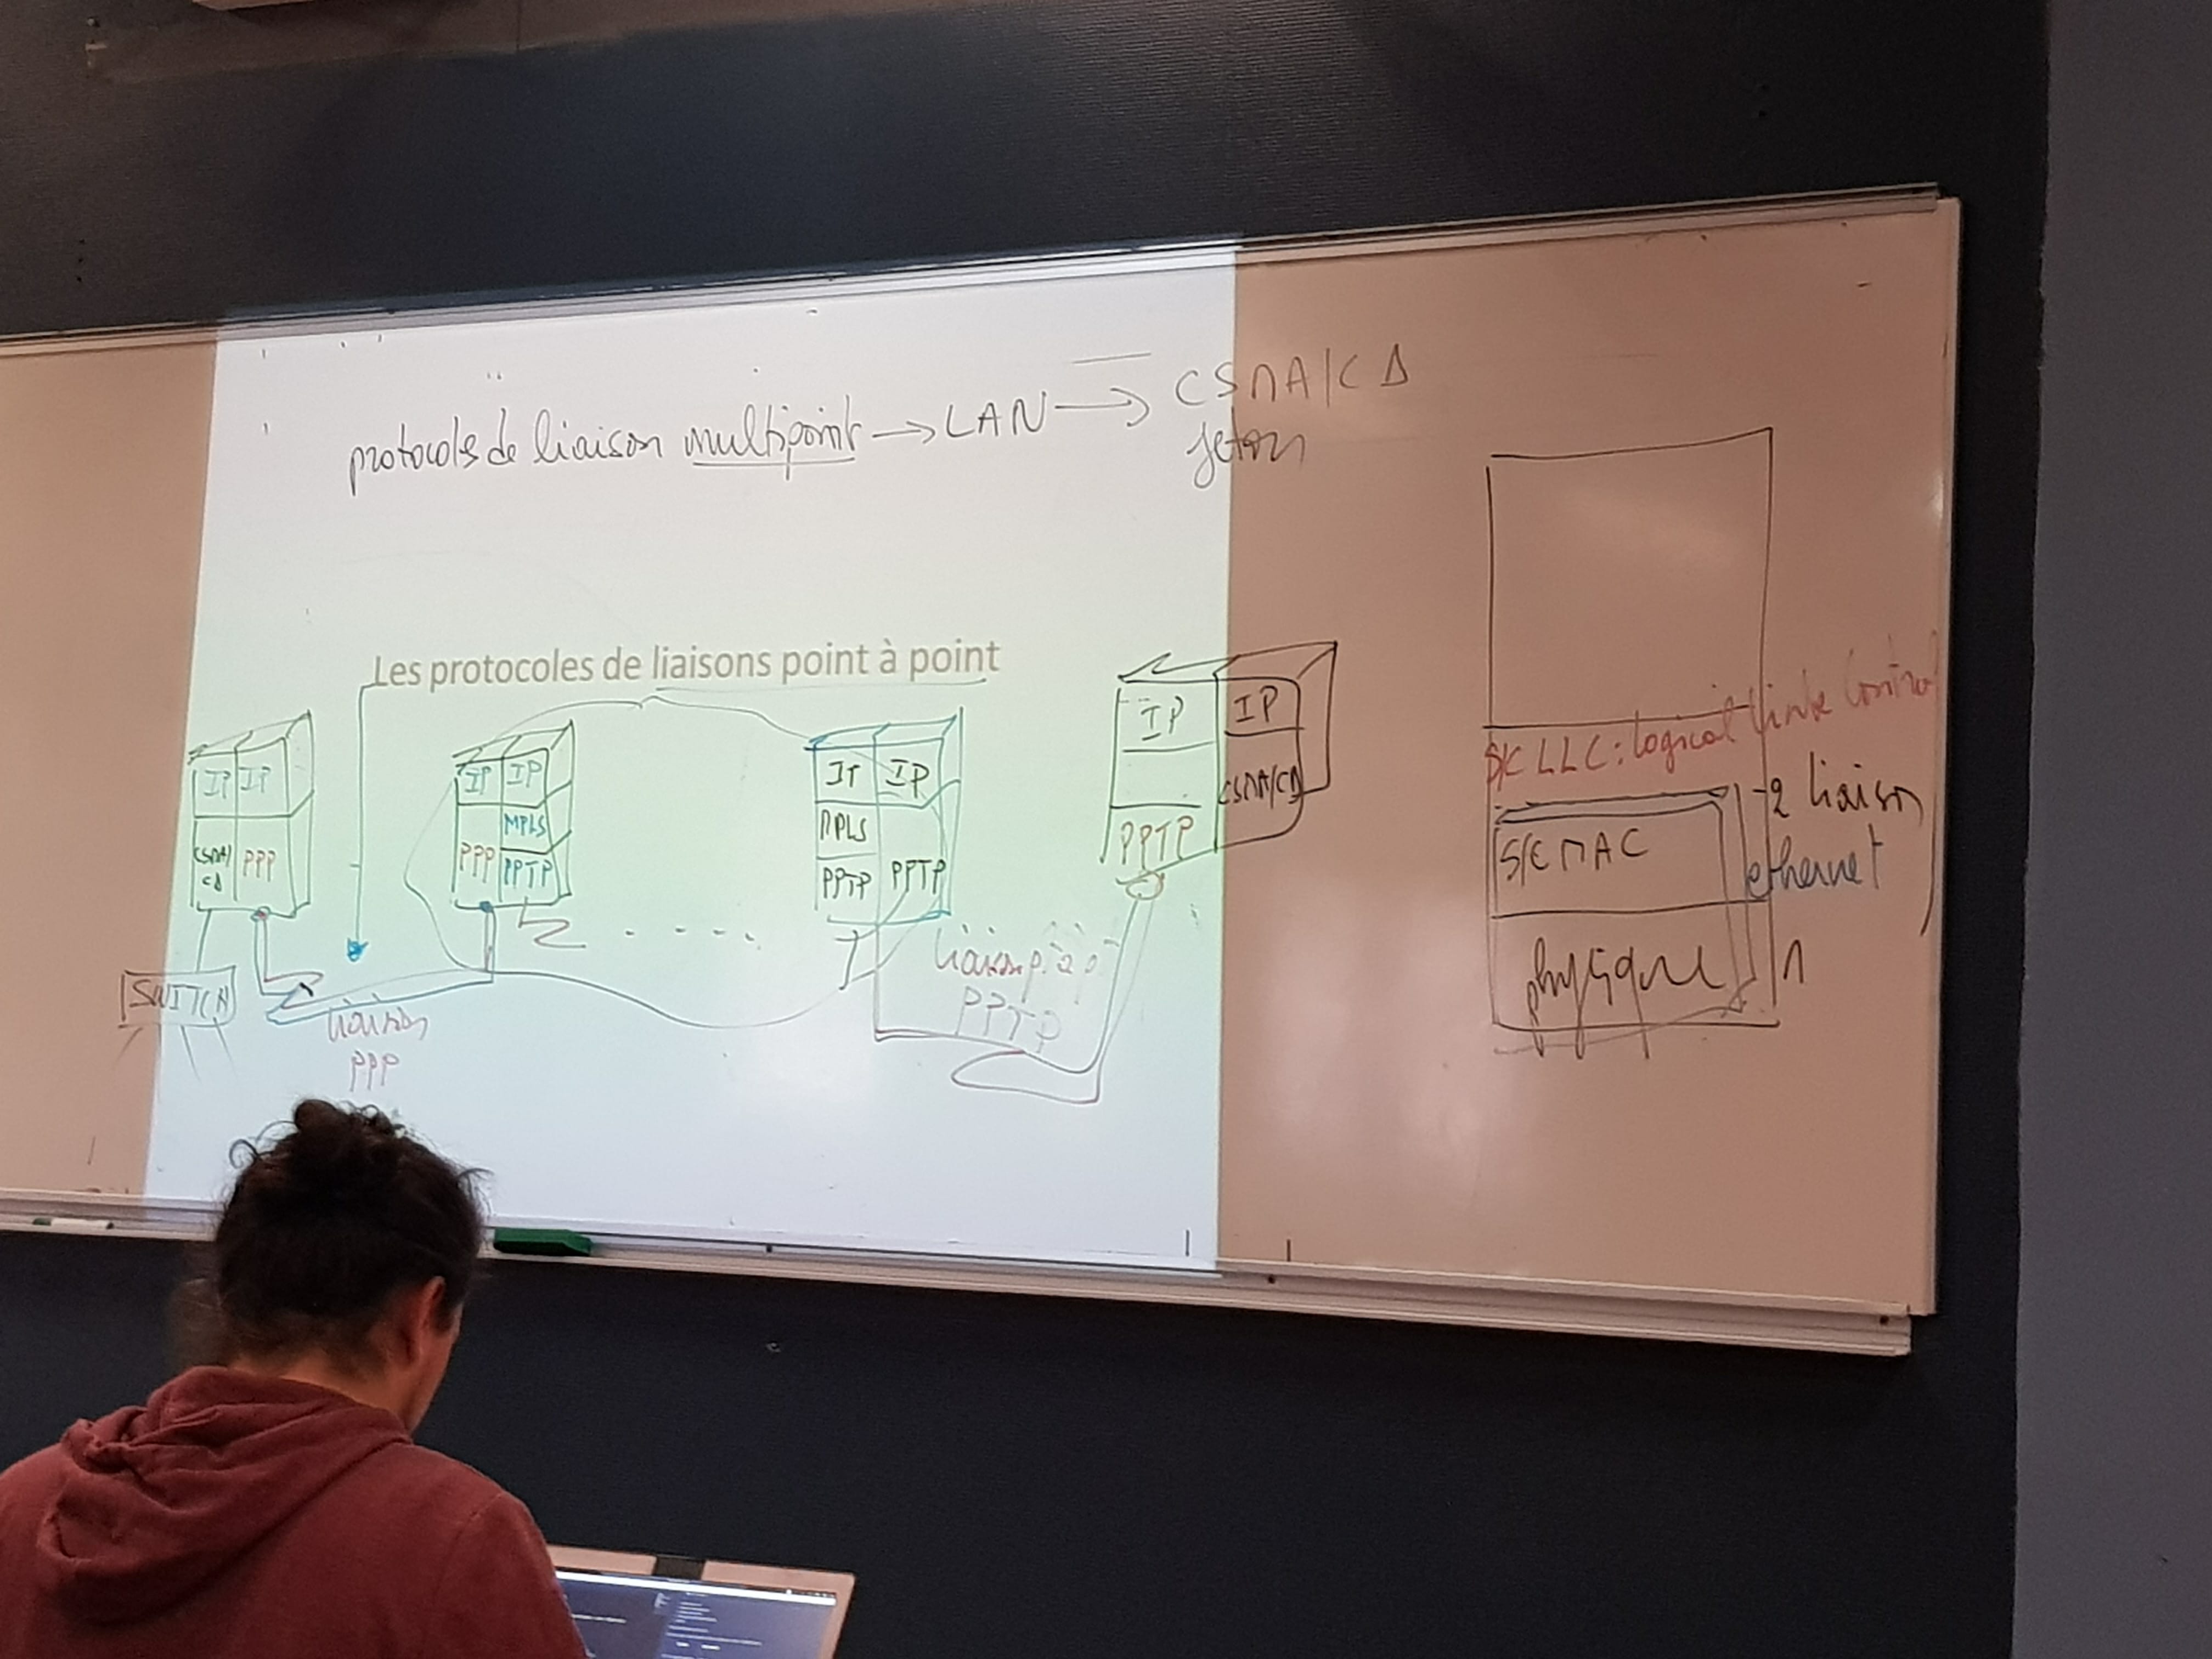 protocols de liaison multipoint → LAN → CSMA/CD
jeton
Les protocoles de liaisons point à point
IP IP
CSMA/CD PPP
SWITCH
liaison
PPP
IP IP
MPLS
PPP PPTP
IT IP
MPLS
PPTP PPTP
liaison p. à p
PPTP
IP IP
CSMA/CD
PPTP
S/C LLC: logical link control
2 liaison
S/C MAC
ethernet
physique 1